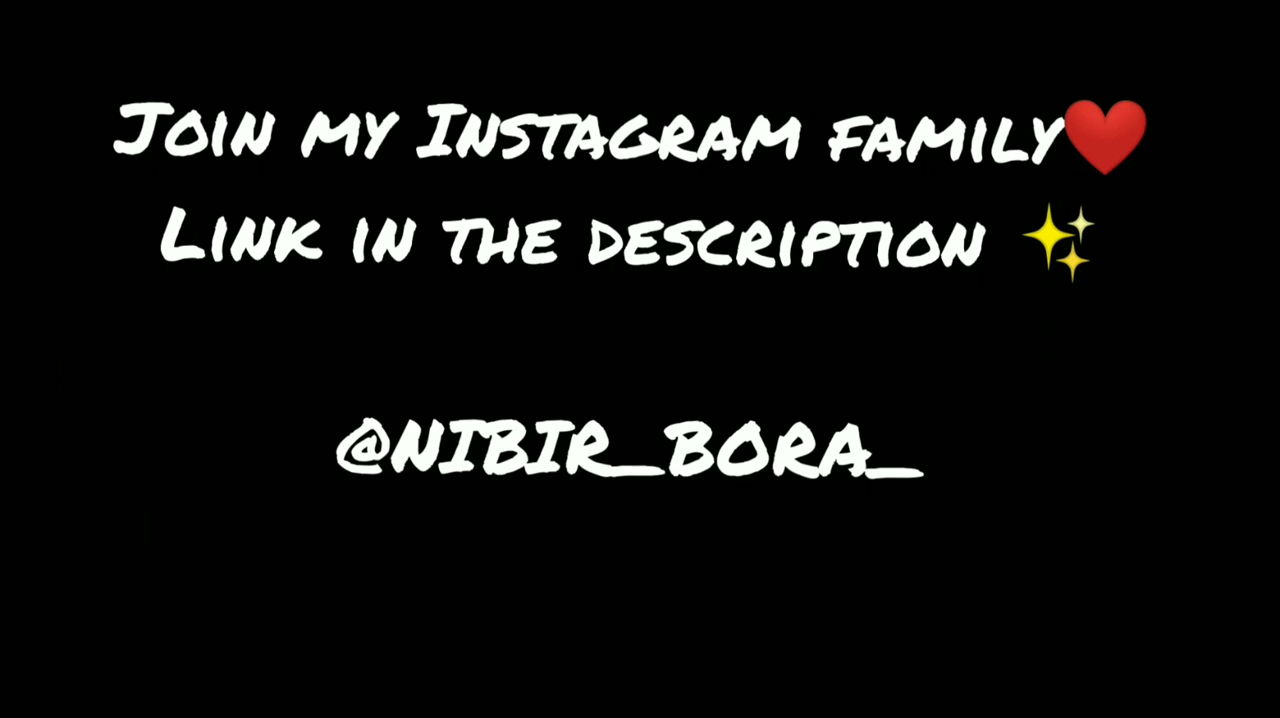 Join my Instagram family❤️
Link in the description ✨
@NIBIR_BORA_